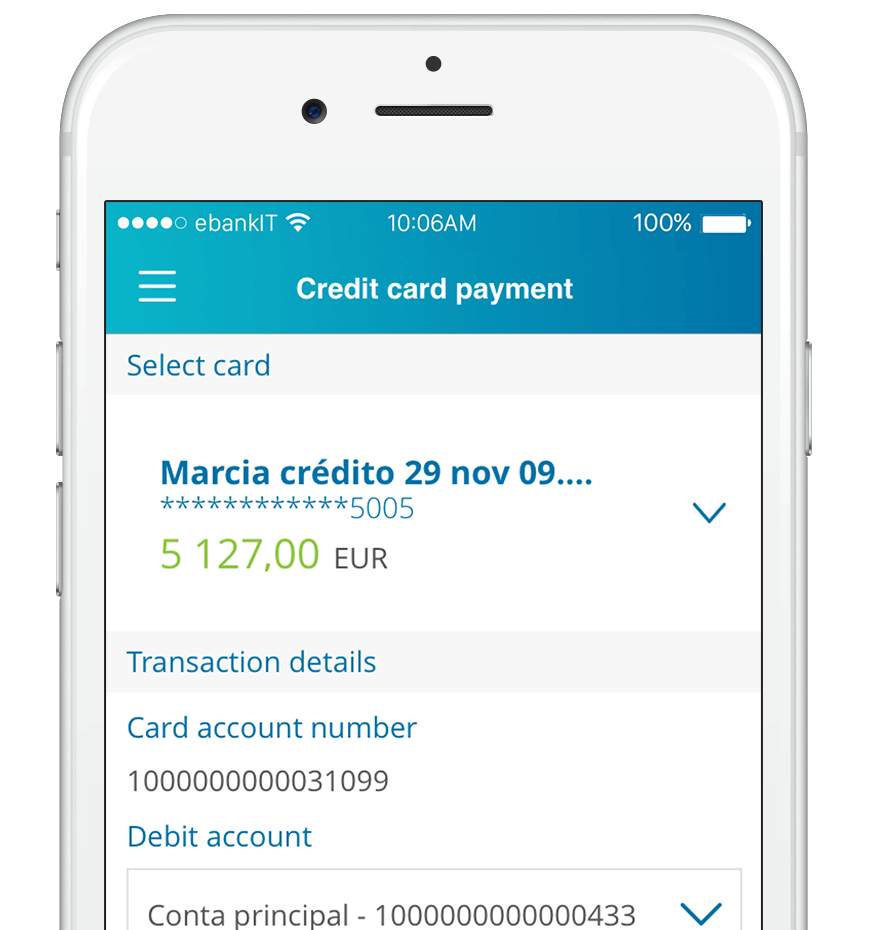 ebankIT 10:06AM 100%
Credit card payment
Select card
Marcia crédito 29 nov 09....
************5005
5 127,00 EUR
Transaction details
Card account number
1000000000031099
Debit account
Conta principal - 1000000000000433